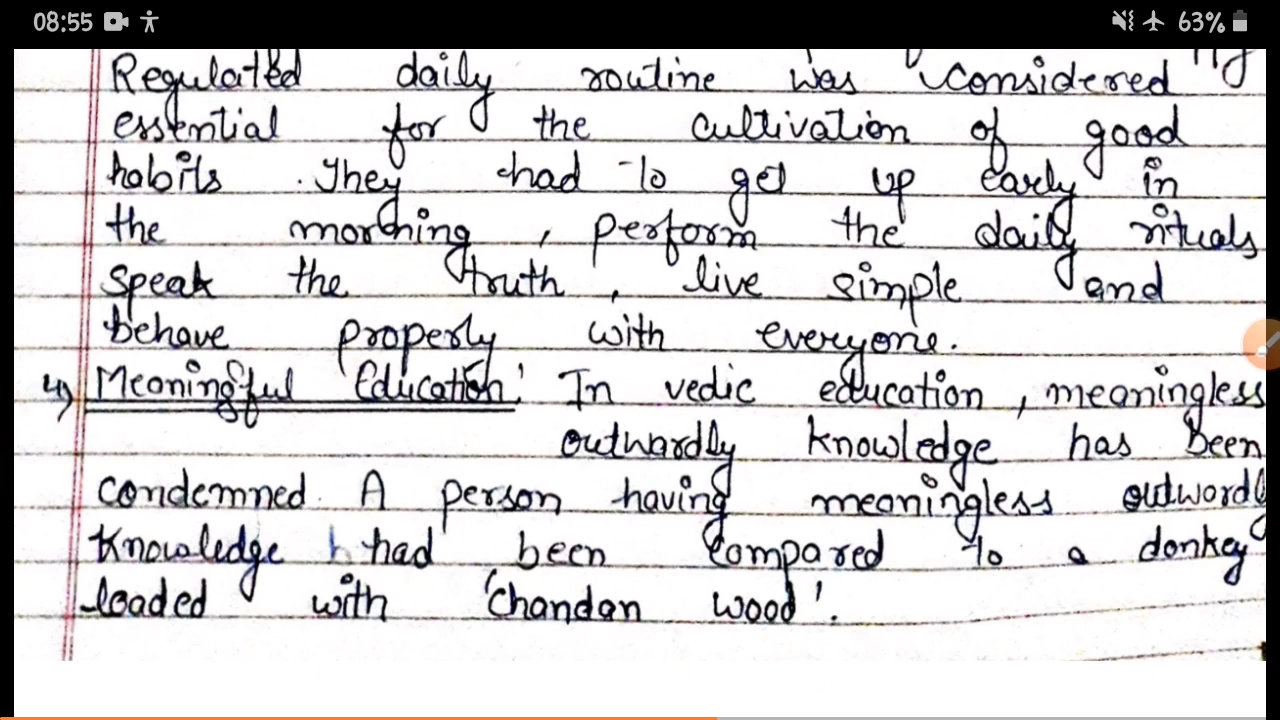 08:55 63%
Regulated daily routine was considered
essential for the cultivation of good
habits. They had to get up early in
the morning, perform the daily rituals
speak the truth, live simple and
behave properly with everyone.
4) Meaningful Education: In vedic education, meaningless
outwardly knowledge has been
condemned. A person having meaningless outwardly
knowledge had been compared to a donkey
loaded with 'Chandan wood'.